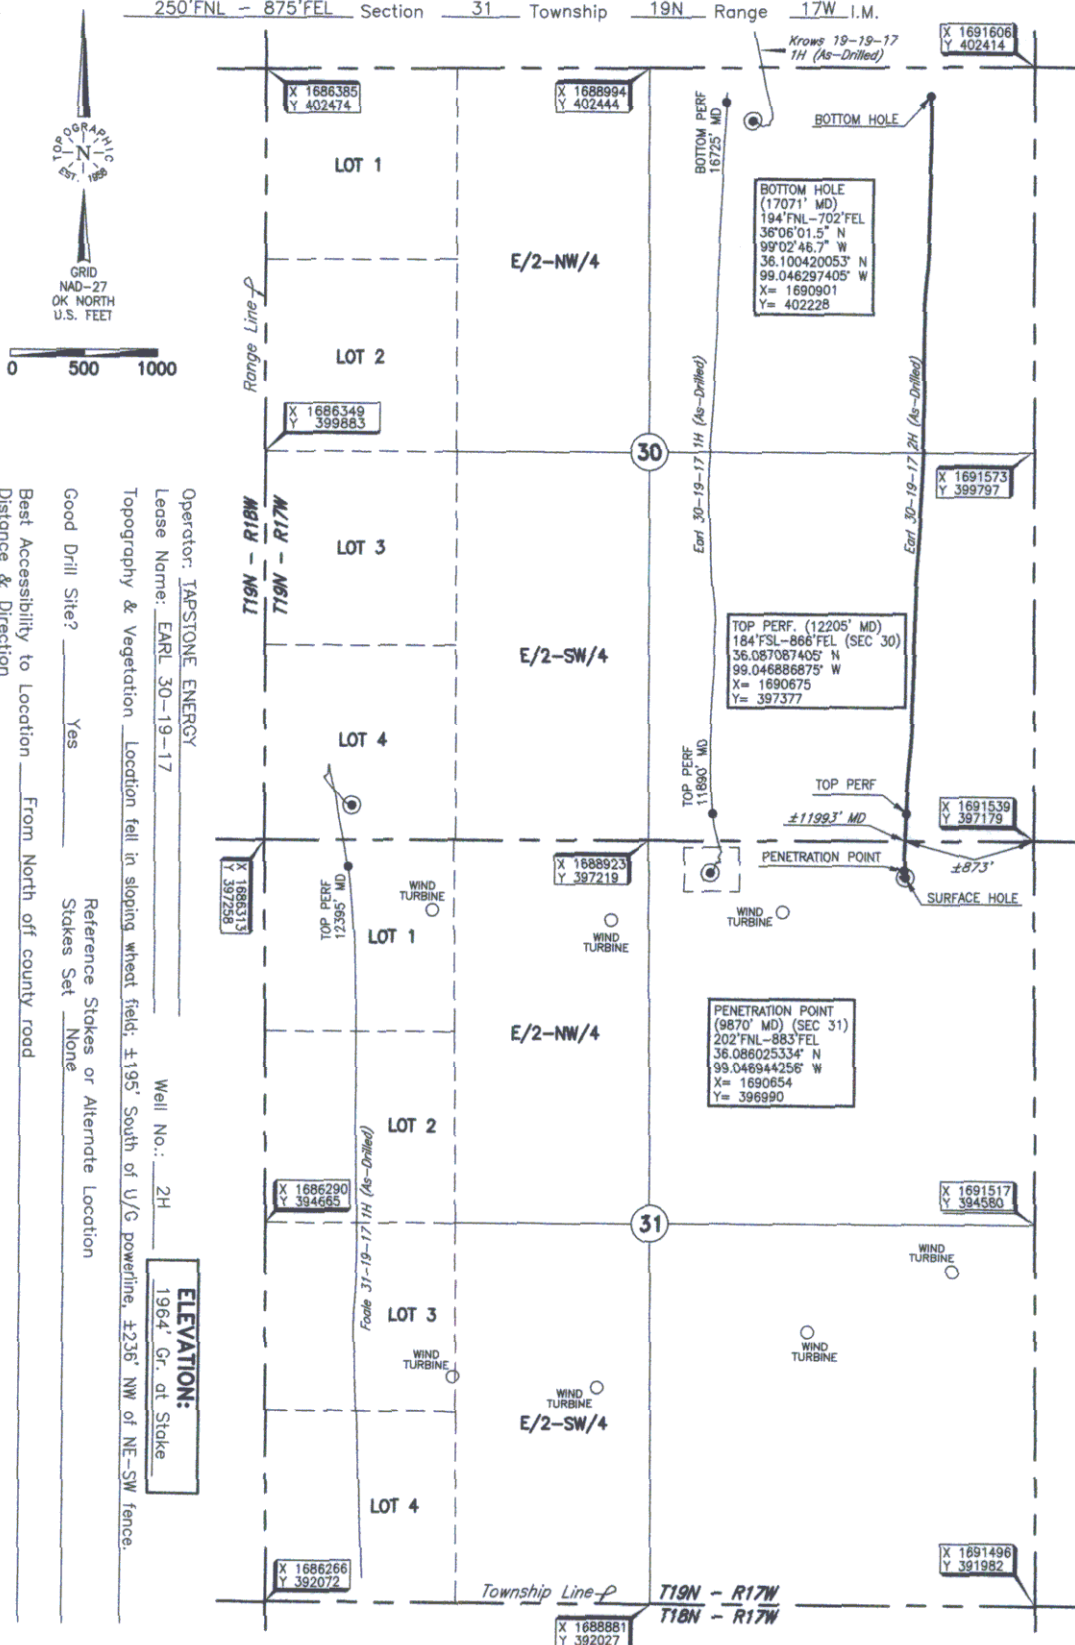 250'FNL - 875'FEL Section 31 Township 19N Range 17W I.M.
Krows 19-19-17
1H (As-Drilled)
X 1691606
Y 402414
X 1686385
Y 402474
X 1688994
Y 402444
TOPOGRAPHIC
N
EST. 1958
GRID
NAD-27
OK NORTH
U.S. FEET
0 500 1000
BOTTOM PERF
16725' MD
BOTTOM HOLE
LOT 1
BOTTOM HOLE
(17071' MD)
194'FNL-702'FEL
36°06'01.5" N
99°02'46.7" W
36.100420053° N
99.046297405° W
X= 1690901
Y= 402228
E/2-NW/4
Range Line
LOT 2
X 1686349
Y 399883
Earl 30-19-17 1H (As-Drilled)
Earl 30-19-17 2H (As-Drilled)
30
X 1691573
Y 399797
T19N - R18W
T19N - R17W
LOT 3
E/2-SW/4
TOP PERF. (12205' MD)
184'FSL-866'FEL (SEC 30)
36.087087405° N
99.046886875° W
X= 1690675
Y= 397377
LOT 4
TOP PERF
11890' MD
TOP PERF
±11993' MD
X 1691539
Y 397179
PENETRATION POINT
±873'
SURFACE HOLE
X 1686313
Y 397258
X 1688923
Y 397219
TOP PERF
12365' MD
WIND
TURBINE
WIND
TURBINE
WIND
TURBINE
LOT 1
E/2-NW/4
PENETRATION POINT
(9870' MD) (SEC 31)
202'FNL-883'FEL
36.086025334° N
99.046944256° W
X= 1690654
Y= 396990
LOT 2
X 1686290
Y 394665
31-19-17 1H (As-Drilled)
31
X 1691517
Y 394580
WIND
TURBINE
LOT 3
WIND
TURBINE
WIND
TURBINE
WIND
TURBINE
E/2-SW/4
LOT 4
X 1686266
Y 392072
X 1691496
Y 391982
Township Line
T19N - R17W
T18N - R17W
X 1688881
Y 392027
Operator: TAPSTONE ENERGY
Lease Name: EARL 30-19-17 Well No.: 2H
ELEVATION:
1964' Gr. at Stake
Topography & Vegetation Location fell in sloping wheat field; ±195' South of U/G powerline, ±236' NW of NE-SW fence.
Reference Stakes or Alternate Location
Good Drill Site? Yes Stakes Set None
Best Accessibility to Location From North off county road
Distance & Direction